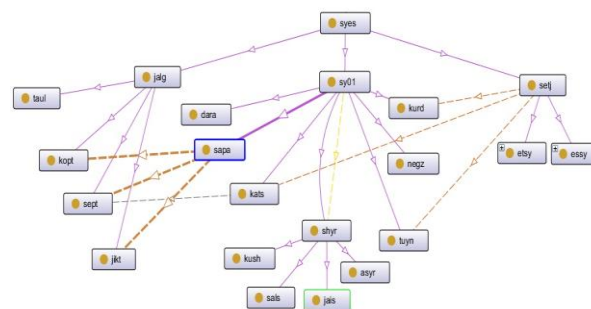 syes
jalg
sy01
setj
taul
dara
kurd
kopt
sapa
negz
etsy
essy
sept
kats
shyr
tuyn
jikt
kush
asyr
sals
jais